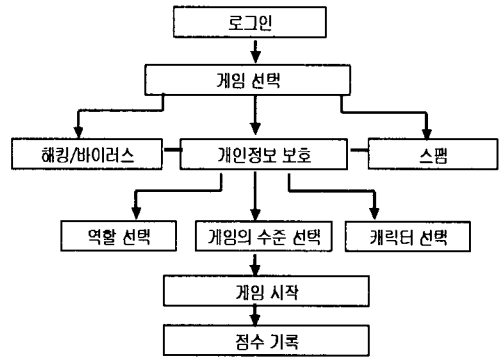 로그인
게임 선택
해킹/바이러스
개인정보 보호
스팸
역할 선택
게임의 수준 선택
캐릭터 선택
게임 시작
점수 기록